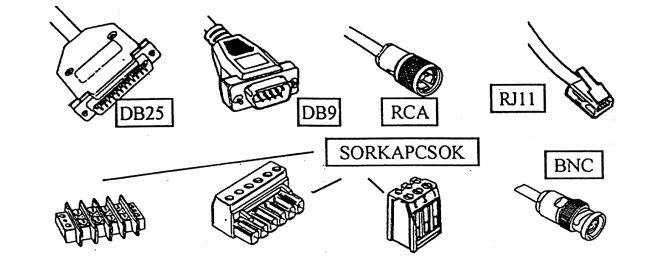 DB25
DB9
RCA
RJ11
SORKAPCSOK
BNC